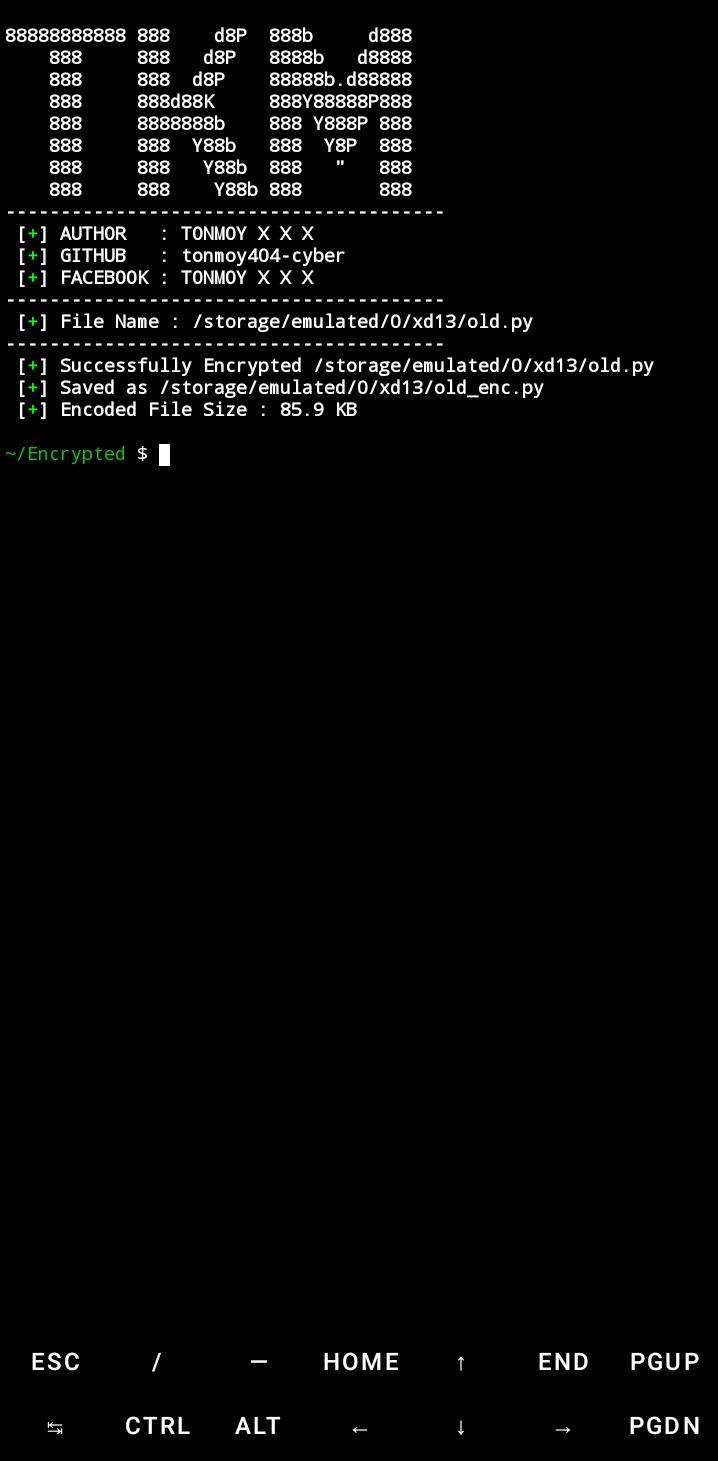 88888888888 888    d8P  888b     d888
    888     888   d8P   8888b   d8888
    888     888  d8P    88888b.d88888
    888     888d88K     888Y88888P888
    888     8888888b    888 Y888P 888
    888     888  Y88b   888  Y8P  888
    888     888   Y88b  888   "   888
    888     888    Y88b 888       888
----------------------------------------
[+] AUTHOR   : TONMOY X X X
[+] GITHUB   : tonmoy404-cyber
[+] FACEBOOK : TONMOY X X X
----------------------------------------
[+] File Name : /storage/emulated/0/xd13/old.py
----------------------------------------
[+] Successfully Encrypted /storage/emulated/0/xd13/old.py
[+] Saved as /storage/emulated/0/xd13/old_enc.py
[+] Encoded File Size : 85.9 KB
~/Encrypted $
ESC / — HOME ↑ END PGUP
↹ CTRL ALT ← ↓ → PGDN